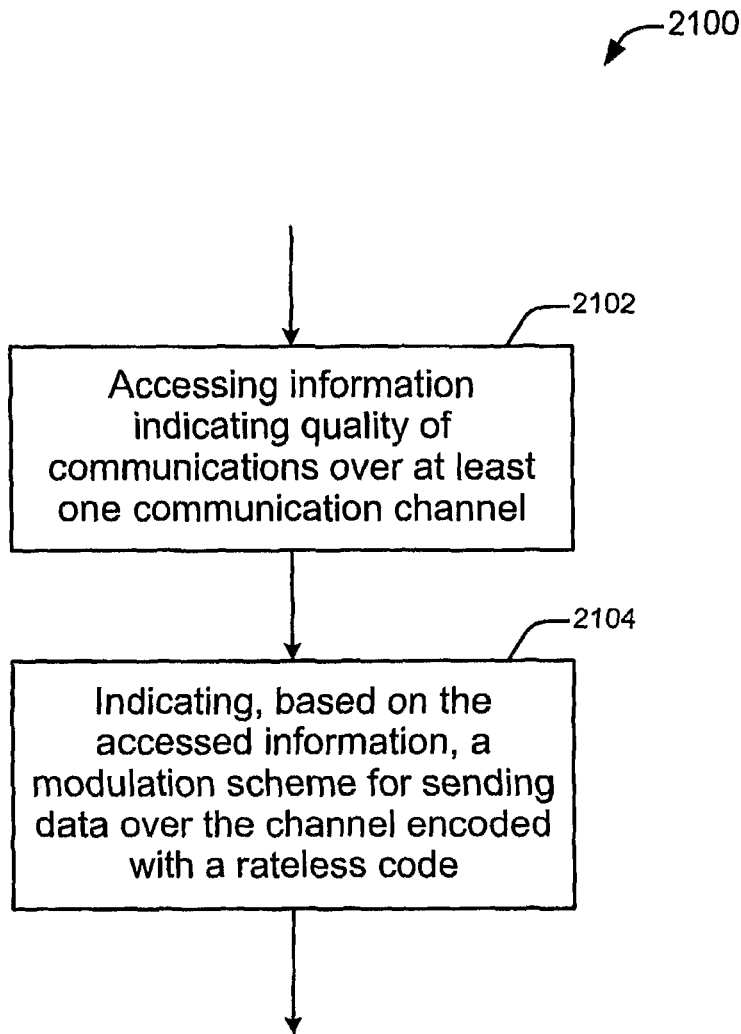 2100
2102
Accessing information
indicating quality of
communications over at least
one communication channel
2104
Indicating, based on the
accessed information, a
modulation scheme for sending
data over the channel encoded
with a rateless code